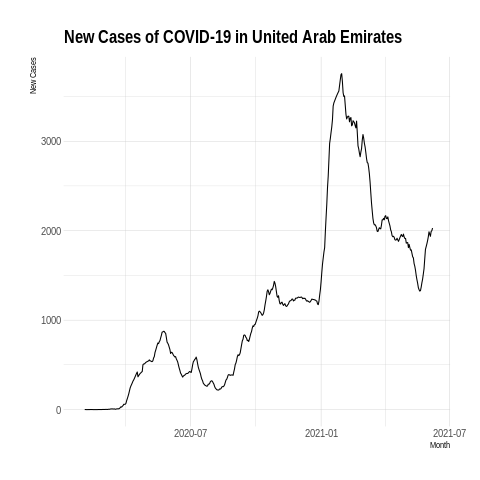 New Cases of COVID-19 in United Arab Emirates
New Cases
3000
2000
1000
0
2020-07
2021-01
2021-07
Month